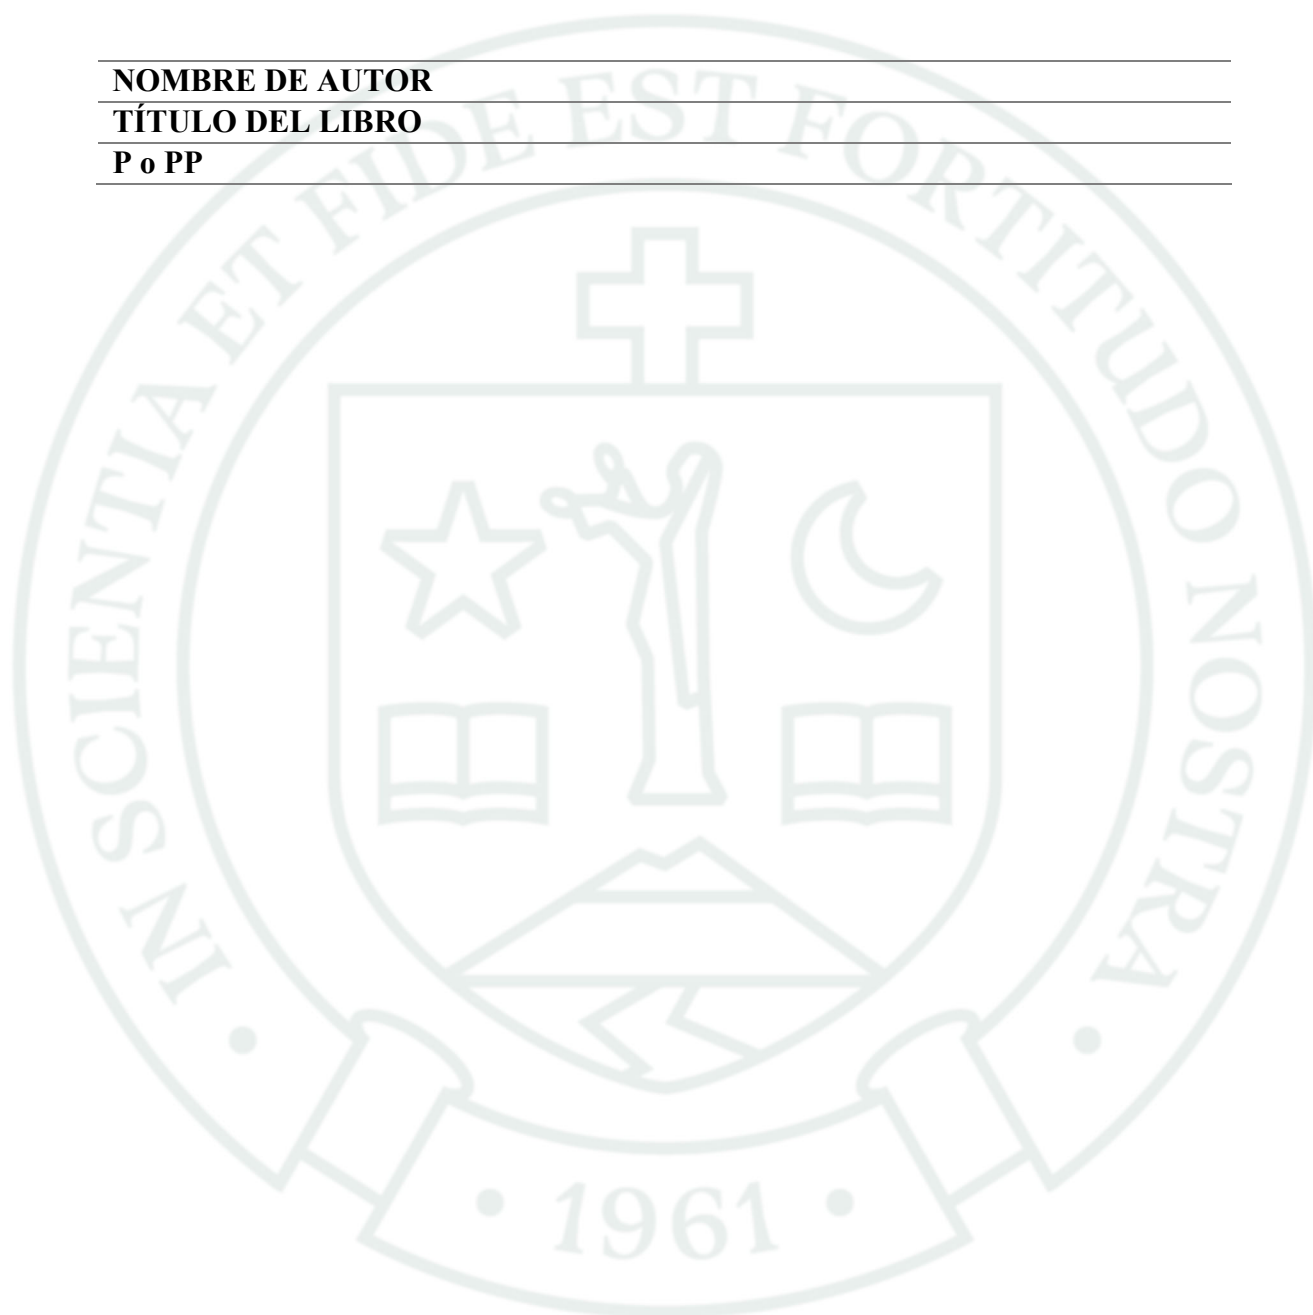 NOMBRE DE AUTOR
TÍTULO DEL LIBRO
P o PP
IN SCIENTIA ET FIDE EST FORTITUDO NOSTRA
• 1961 •